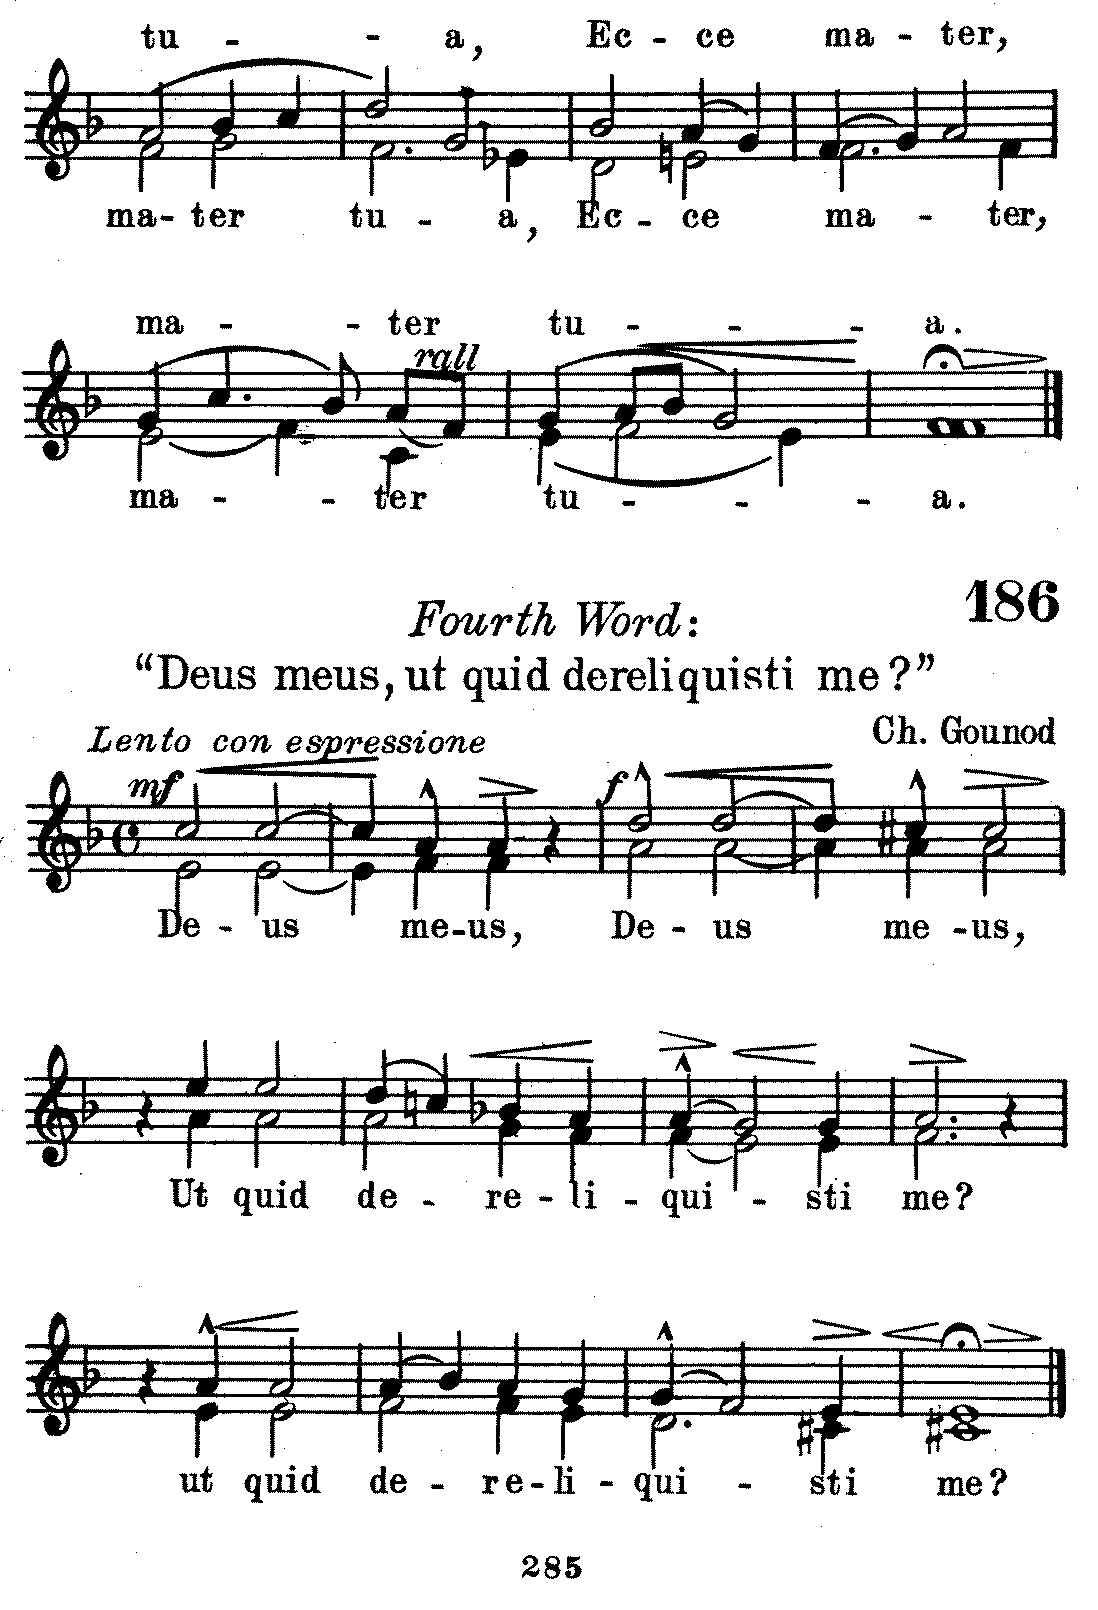 tu - - a, Ec - ce ma - ter,
ma- ter tu - a, Ec - ce ma - ter,
ma - - ter tu - - - a.
rall
ma - - ter tu - - - a.
186
Fourth Word:
“Deus meus, ut quid dereliquisti me?”
Ch. Gounod
Lento con espressione
mf f
De - us me-us, De - us me -us,
Ut quid de - re - li - qui - sti me?
ut quid de - re - li - qui - sti me?
285